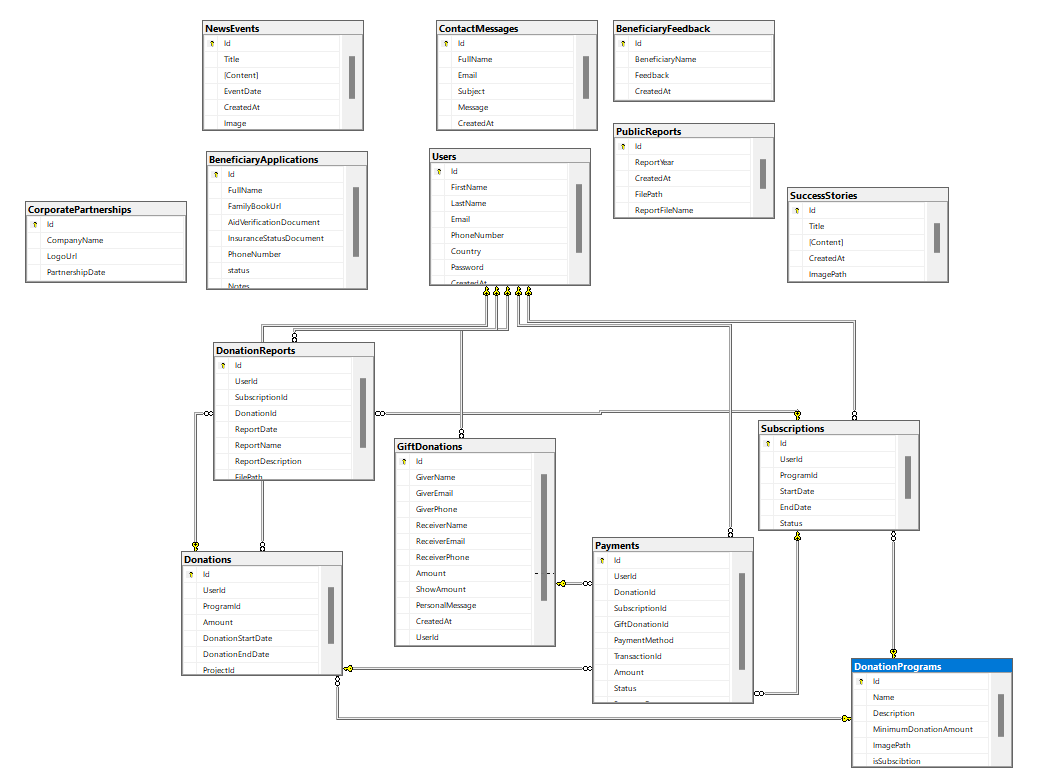 NewsEvents
Id
Title
[Content]
EventDate
CreatedAt
Image
ContactMessages
Id
FullName
Email
Subject
Message
CreatedAt
BeneficiaryFeedback
Id
BeneficiaryName
Feedback
CreatedAt
PublicReports
Id
ReportYear
CreatedAt
FilePath
ReportFileName
BeneficiaryApplications
Id
FullName
FamilyBookUrl
AidVerificationDocument
InsuranceStatusDocument
PhoneNumber
status
Notes
Users
Id
FirstName
LastName
Email
PhoneNumber
Country
Password
CreatedAt
SuccessStories
Id
Title
[Content]
CreatedAt
ImagePath
CorporatePartnerships
Id
CompanyName
LogoUrl
PartnershipDate
DonationReports
Id
UserId
SubscriptionId
DonationId
ReportDate
ReportName
ReportDescription
FilePath
Subscriptions
Id
UserId
ProgramId
StartDate
EndDate
Status
GiftDonations
Id
GiverName
GiverEmail
GiverPhone
ReceiverName
ReceiverEmail
ReceiverPhone
Amount
ShowAmount
PersonalMessage
CreatedAt
UserId
Payments
Id
UserId
DonationId
SubscriptionId
GiftDonationId
PaymentMethod
TransactionId
Amount
Status
Donations
Id
UserId
ProgramId
Amount
DonationStartDate
DonationEndDate
ProjectId
DonationPrograms
Id
Name
Description
MinimumDonationAmount
ImagePath
isSubscibtion